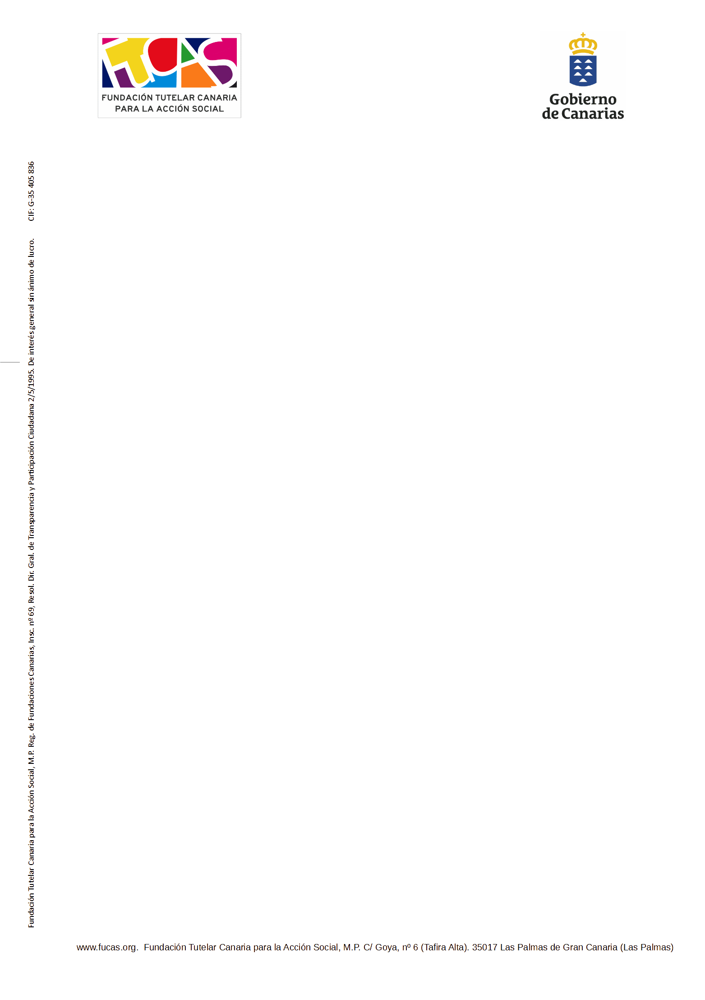 FUCAS
FUNDACIÓN TUTELAR CANARIA
PARA LA ACCIÓN SOCIAL
Gobierno
de Canarias
Fundación Tutelar Canaria para la Acción Social, M.P. Reg. de Fundaciones Canarias, Insc. nº 69, Resol. Dir. Gral. de Transparencia y Participación Ciudadana 2/5/1995. De interés general sin ánimo de lucro. CIF: G-35 405 836
www.fucas.org. Fundación Tutelar Canaria para la Acción Social, M.P. C/ Goya, nº 6 (Tafira Alta). 35017 Las Palmas de Gran Canaria (Las Palmas)